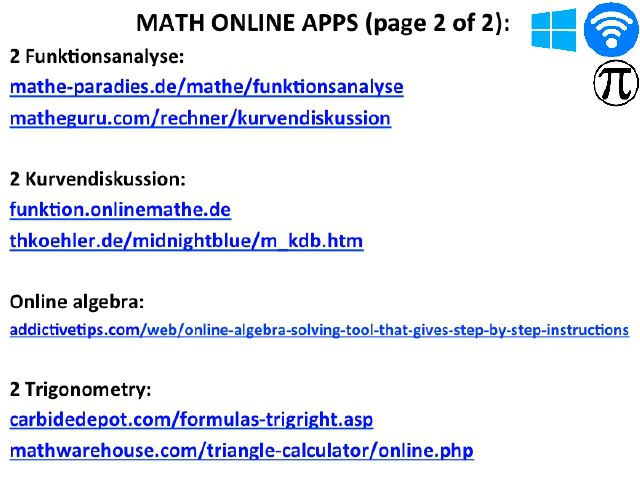 MATH ONLINE APPS (page 2 of 2):
2 Funktionsanalyse:
mathe-paradies.de/mathe/funktionsanalyse
matheguru.com/rechner/kurvendiskussion
2 Kurvendiskussion:
funktion.onlinemathe.de
thkoehler.de/midnightblue/m_kdb.htm
Online algebra:
addictivetips.com/web/online-algebra-solving-tool-that-gives-step-by-step-instructions
2 Trigonometry:
carbidedepot.com/formulas-trigright.asp
mathwarehouse.com/triangle-calculator/online.php
π